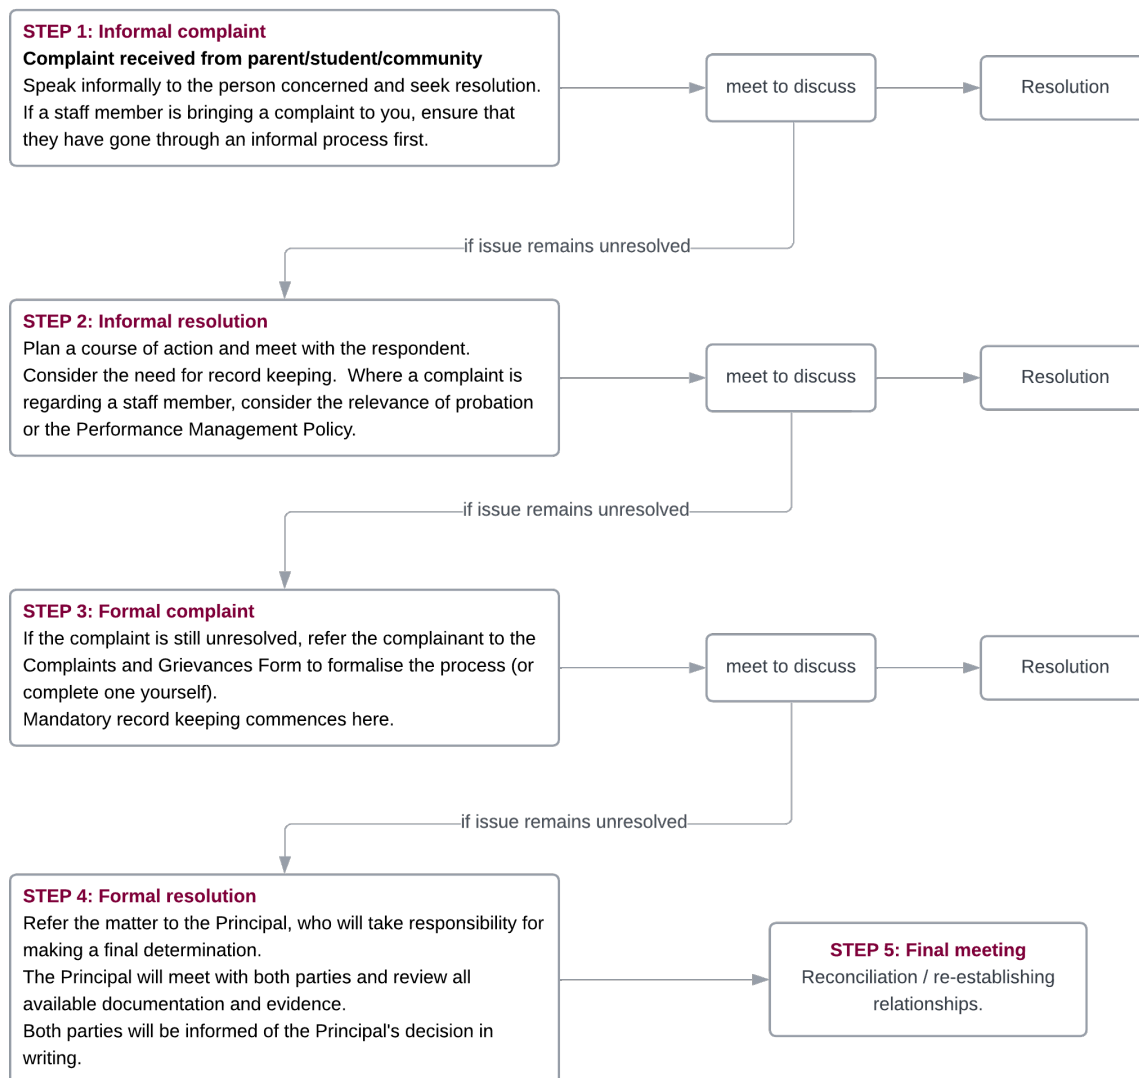 STEP 1: Informal complaint
Complaint received from parent/student/community
Speak informally to the person concerned and seek resolution.
If a staff member is bringing a complaint to you, ensure that
they have gone through an informal process first.
meet to discuss
Resolution
if issue remains unresolved
STEP 2: Informal resolution
Plan a course of action and meet with the respondent.
Consider the need for record keeping.  Where a complaint is
regarding a staff member, consider the relevance of probation
or the Performance Management Policy.
meet to discuss
Resolution
if issue remains unresolved
STEP 3: Formal complaint
If the complaint is still unresolved, refer the complainant to the
Complaints and Grievances Form to formalise the process (or
complete one yourself).
Mandatory record keeping commences here.
meet to discuss
Resolution
if issue remains unresolved
STEP 4: Formal resolution
Refer the matter to the Principal, who will take responsibility for
making a final determination.
The Principal will meet with both parties and review all
available documentation and evidence.
Both parties will be informed of the Principal's decision in
writing.
STEP 5: Final meeting
Reconciliation / re-establishing
relationships.